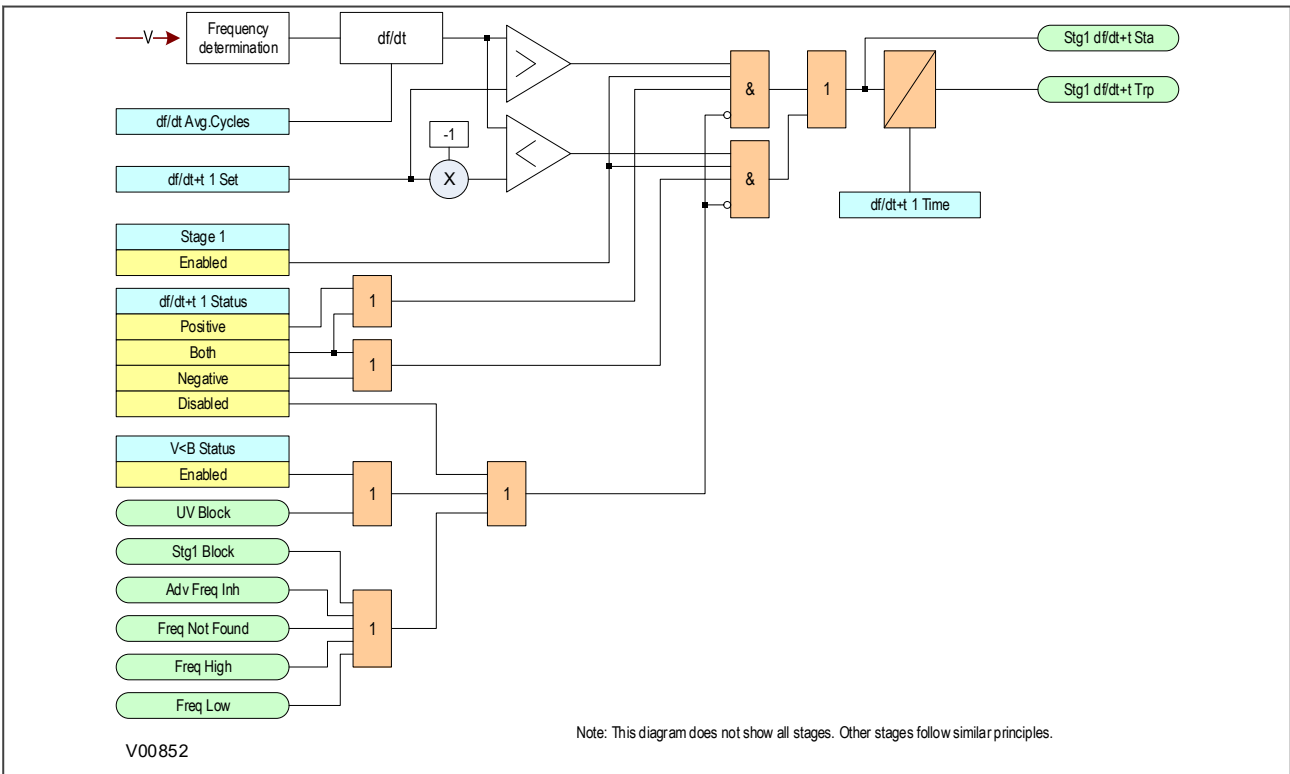 V
Frequency
determination
df/dt
>
Stg1 df/dt+t Sta
Stg1 df/dt+t Trp
&
1
df/dt Avg.Cycles
-1
<
df/dt+t 1 Set
X
&
df/dt+t 1 Time
Stage 1
Enabled
df/dt+t 1 Status
1
Positive
Both
1
Negative
Disabled
V<B Status
Enabled
1
1
UV Block
Stg1 Block
Adv Freq Inh
Freq Not Found
1
Freq High
Freq Low
Note: This diagram does not show all stages. Other stages follow similar principles.
V00852